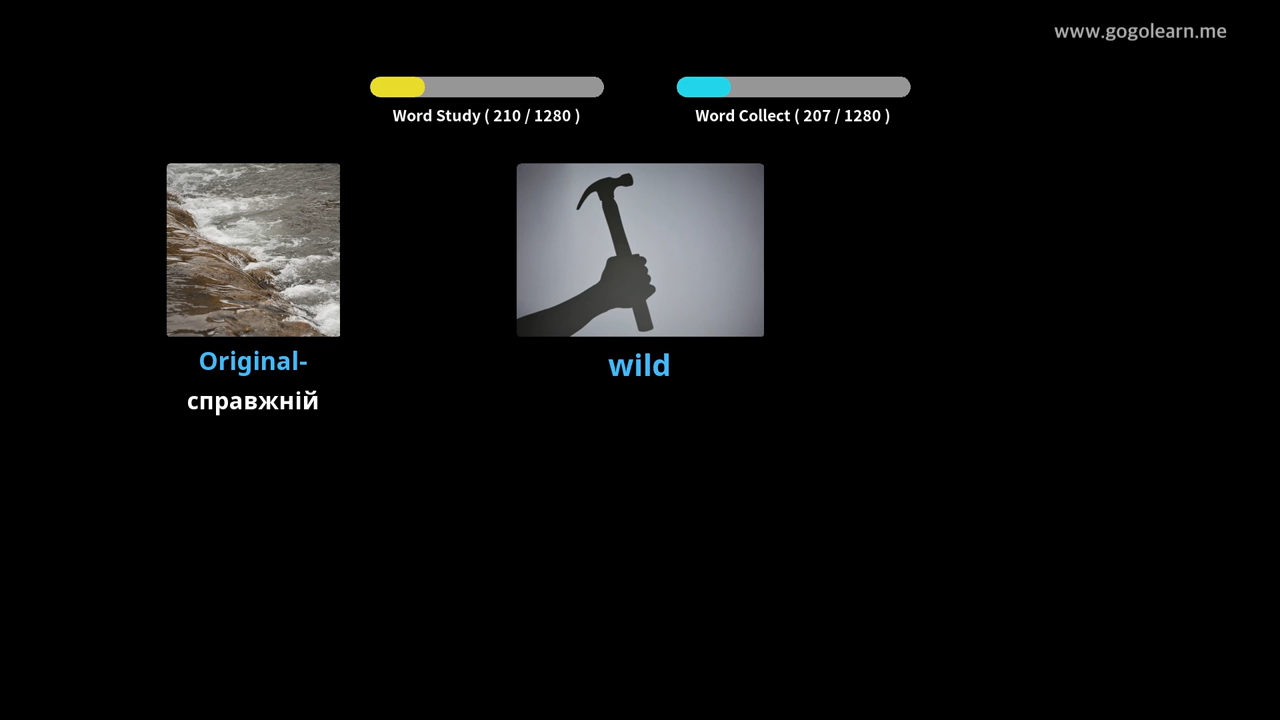 www.gogolearn.me
Word Study ( 210 / 1280 )
Word Collect ( 207 / 1280 )
Original-
справжній
wild